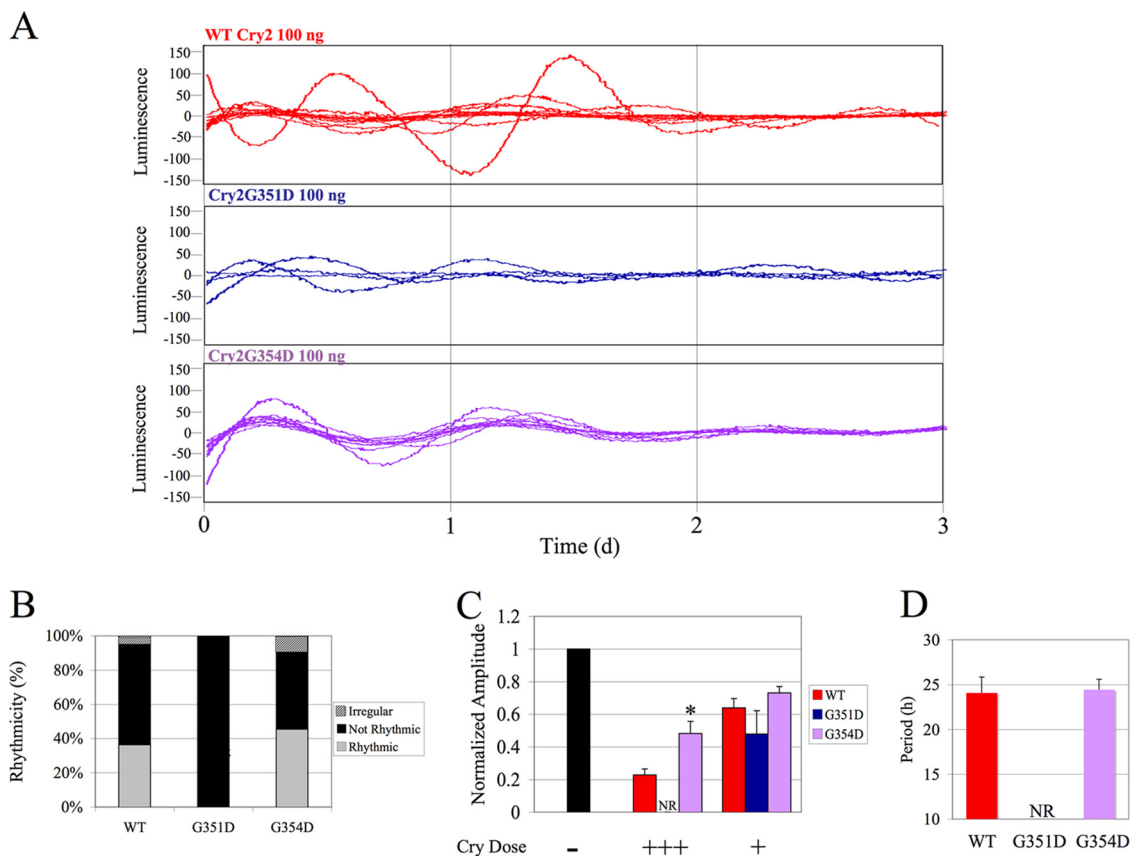 A
WT Cry2 100 ng
Luminescence
150
100
50
0
-50
-100
-150
Cry2G351D 100 ng
Luminescence
150
100
50
0
-50
-100
-150
Cry2G354D 100 ng
Luminescence
150
100
50
0
-50
-100
-150
0 1 2 3
Time (d)
B
Rhythmicity (%)
100%
80%
60%
40%
20%
0%
WT G351D G354D
Irregular
Not Rhythmic
Rhythmic
C
Normalized Amplitude
1.2
1
0.8
0.6
0.4
0.2
0
NR
*
Cry Dose - +++ +
WT
G351D
G354D
D
Period (h)
30
25
20
15
10
NR
WT G351D G354D